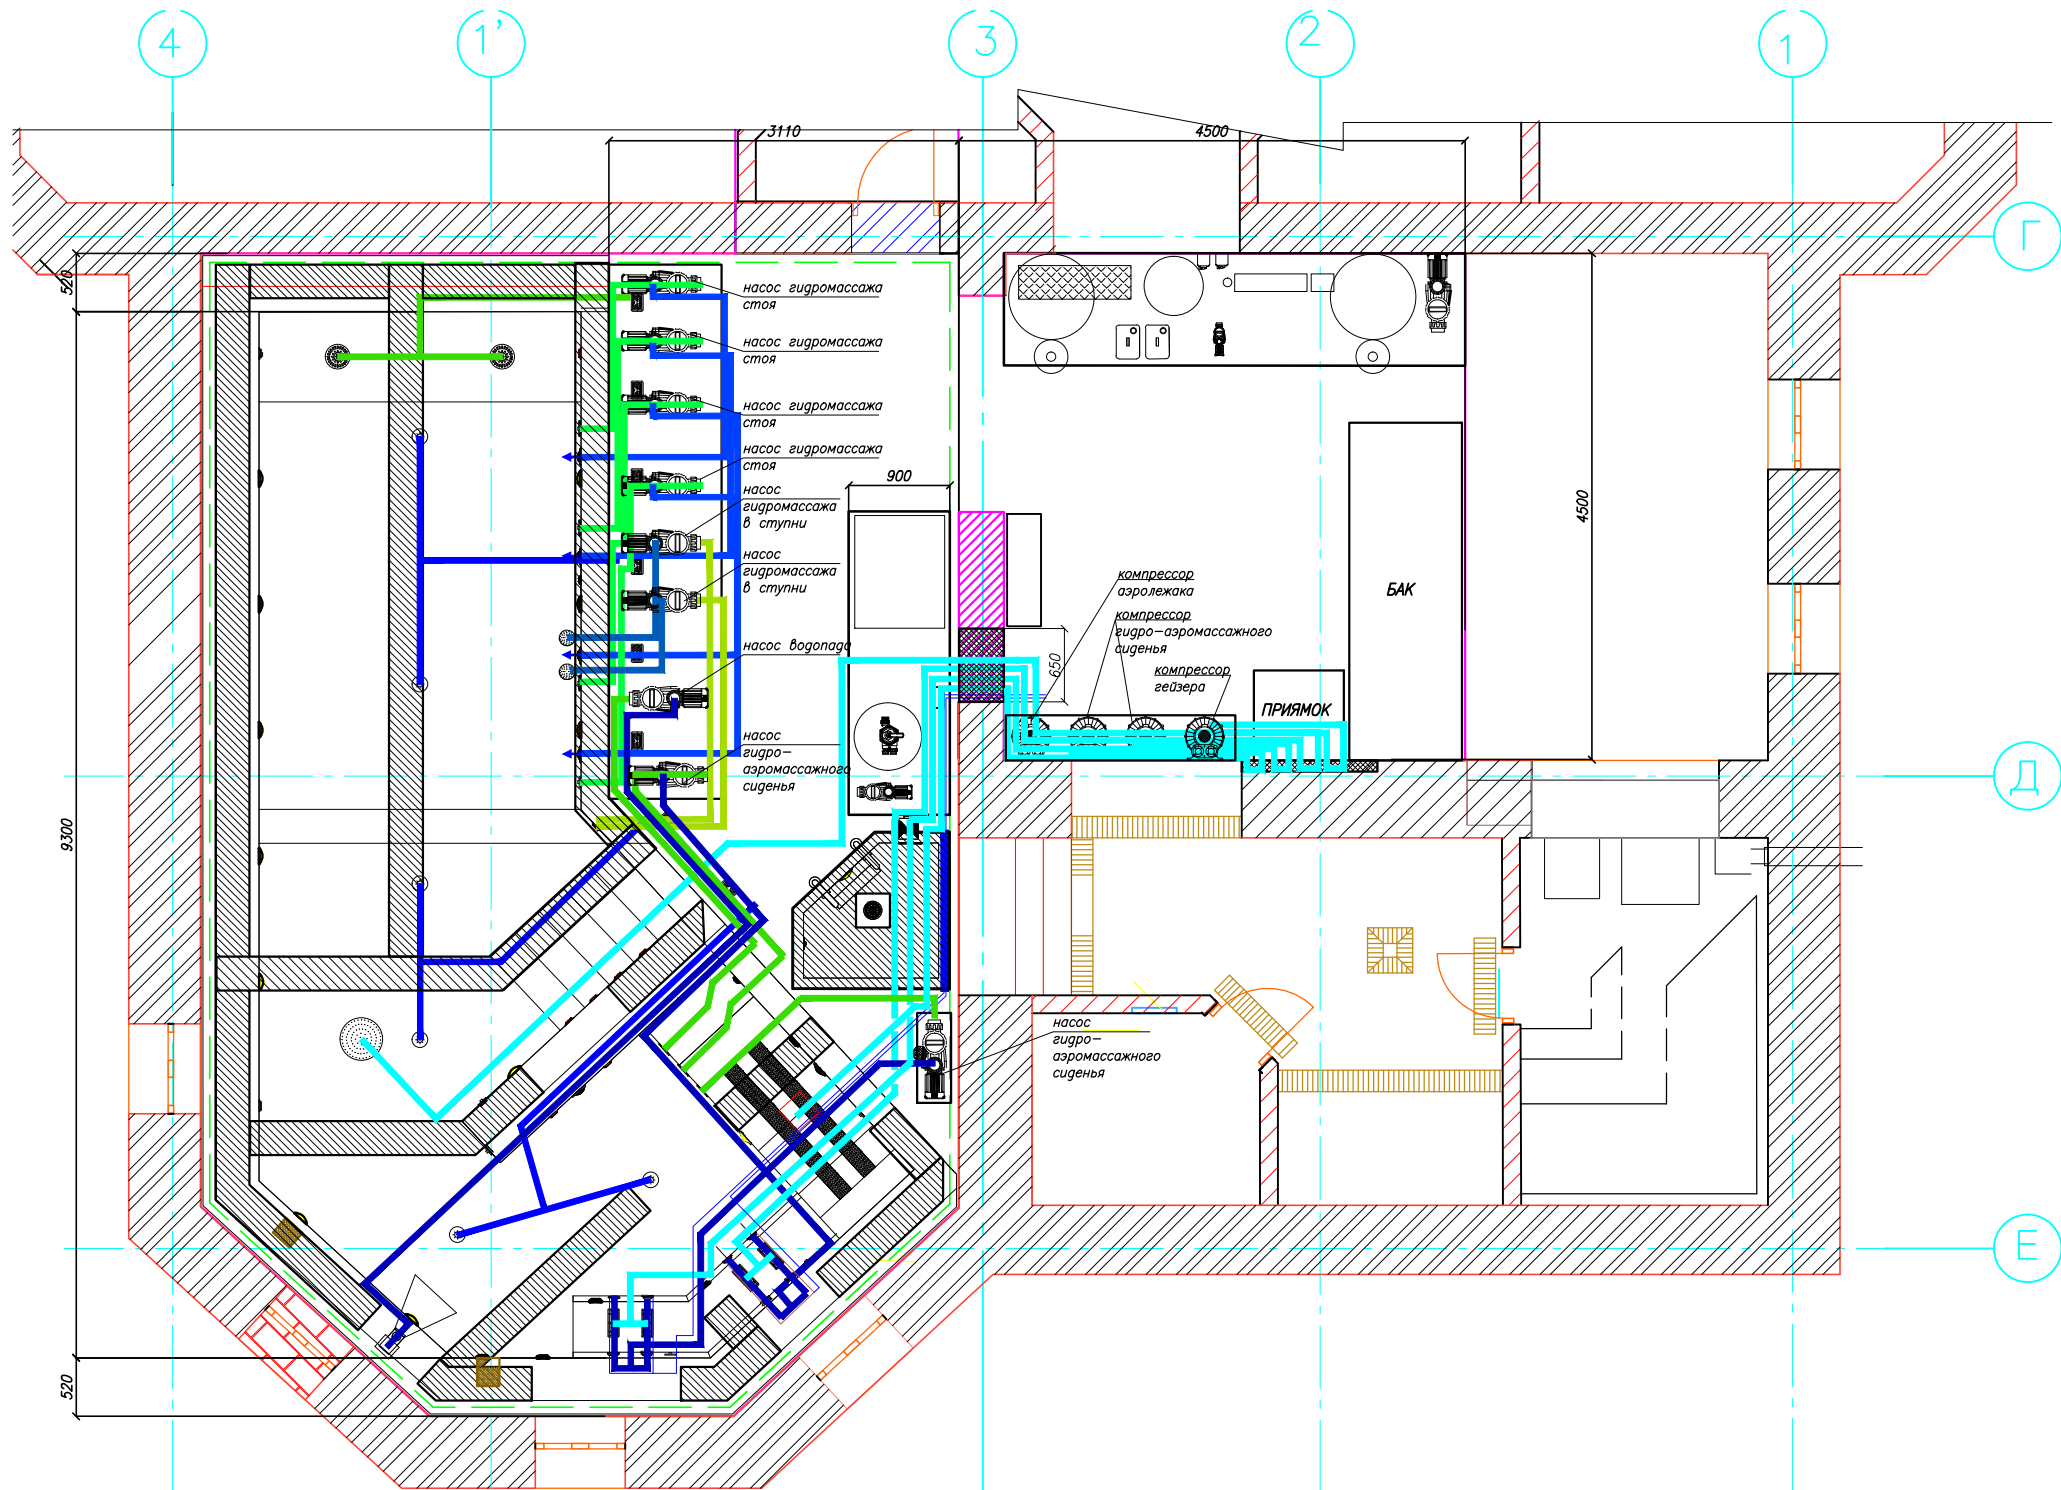 4
1'
3
2
1
3110
4500
Г
520
насос гидромассажа
стоя
насос гидромассажа
стоя
насос гидромассажа
стоя
насос гидромассажа
стоя
900
насос
гидромассажа
в ступни
4500
насос
гидромассажа
в ступни
компрессор
аэролежака
БАК
компрессор
гидро-аэромассажного
сиденья
насос водопада
650
компрессор
гейзера
ПРИЯМОК
насос
гидро-
аэромассажного
сиденья
Д
9300
насос
гидро-
аэромассажного
сиденья
Е
520